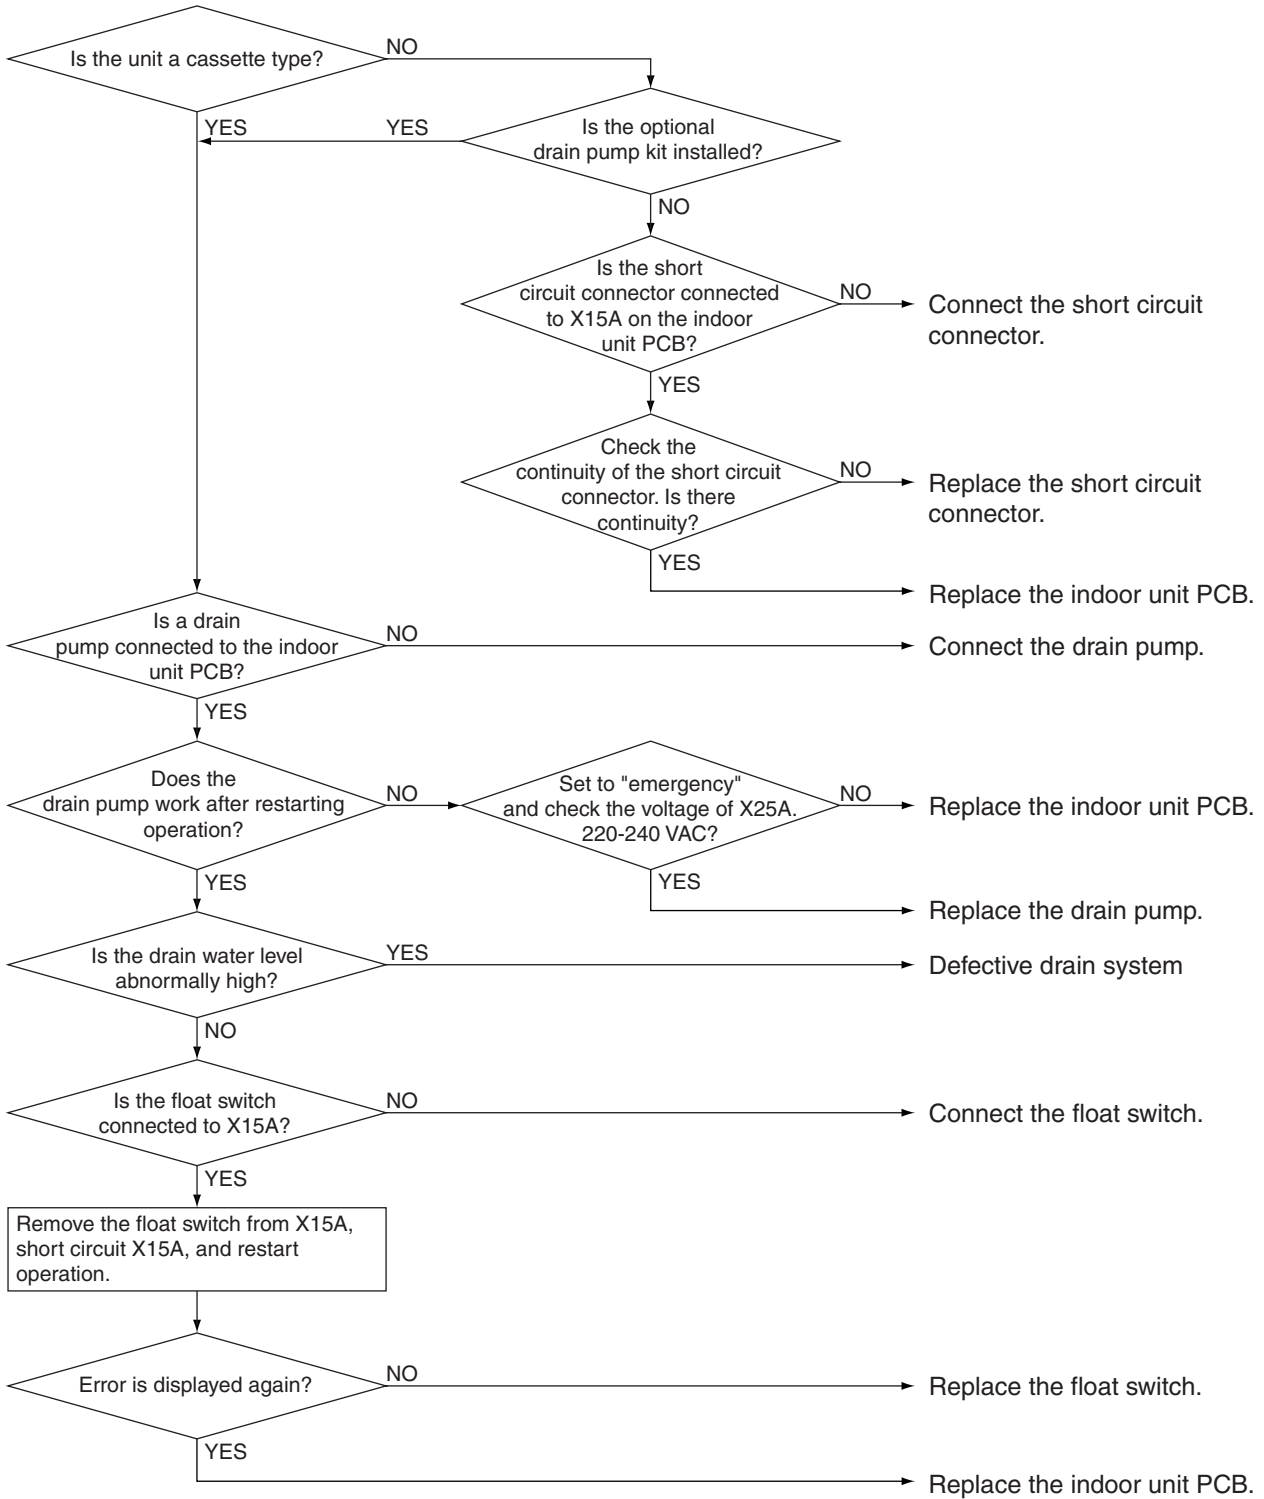 Is the unit a cassette type?
NO
YES
YES
Is the optional
drain pump kit installed?
NO
Is the short
circuit connector connected
to X15A on the indoor
unit PCB?
NO
Connect the short circuit
connector.
YES
Check the
continuity of the short circuit
connector. Is there
continuity?
NO
Replace the short circuit
connector.
YES
Replace the indoor unit PCB.
Is a drain
pump connected to the indoor
unit PCB?
NO
Connect the drain pump.
YES
Does the
drain pump work after restarting
operation?
NO
Set to "emergency"
and check the voltage of X25A.
220-240 VAC?
NO
Replace the indoor unit PCB.
YES
YES
Replace the drain pump.
Is the drain water level
abnormally high?
YES
Defective drain system
NO
Is the float switch
connected to X15A?
NO
Connect the float switch.
YES
Remove the float switch from X15A,
short circuit X15A, and restart
operation.
Error is displayed again?
NO
Replace the float switch.
YES
Replace the indoor unit PCB.